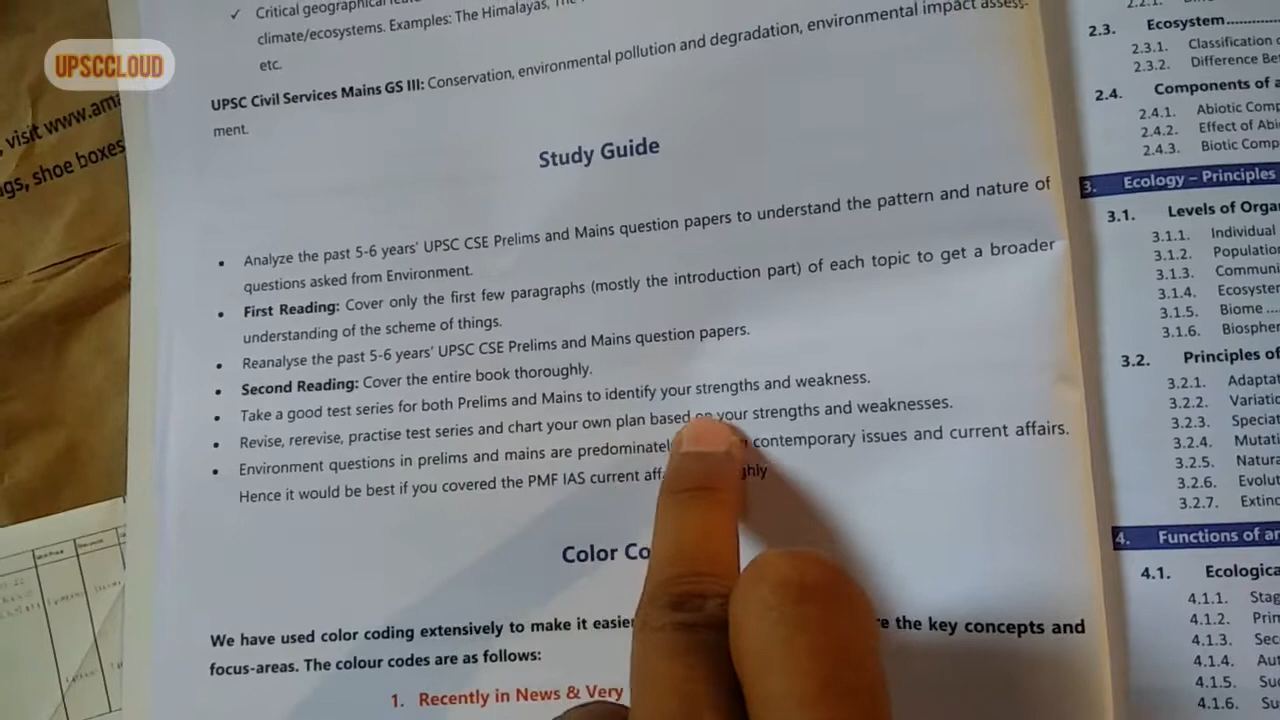 UPSCCLOUD
visit www.ama
gs, shoe boxes
✓ Critical geographical
climate/ecosystems. Examples: The Himalayas,
etc.
UPSC Civil Services Mains GS III: Conservation, environmental pollution and degradation, environmental impact assess-
ment.
Study Guide
• Analyze the past 5-6 years' UPSC CSE Prelims and Mains question papers to understand the pattern and nature of
questions asked from Environment.
• First Reading: Cover only the first few paragraphs (mostly the introduction part) of each topic to get a broader
understanding of the scheme of things.
• Reanalyse the past 5-6 years' UPSC CSE Prelims and Mains question papers.
• Second Reading: Cover the entire book thoroughly.
• Take a good test series for both Prelims and Mains to identify your strengths and weakness.
• Revise, rerevise, practise test series and chart your own plan based on your strengths and weaknesses.
• Environment questions in prelims and mains are predominatel contemporary issues and current affairs.
Hence it would be best if you covered the PMF IAS current aff ghly
Color Co
We have used color coding extensively to make it easie e the key concepts and
focus-areas. The colour codes are as follows:
1. Recently in News & Very
2.3. Ecosystem
2.3.1. Classification
2.3.2. Difference Be
2.4. Components of a
2.4.1. Abiotic Comp
2.4.2. Effect of Abi
2.4.3. Biotic Comp
3. Ecology – Principles
3.1. Levels of Orga
3.1.1. Individual
3.1.2. Populatio
3.1.3. Communi
3.1.4. Ecosyster
3.1.5. Biome
3.1.6. Biospher
3.2. Principles of
3.2.1. Adaptat
3.2.2. Variatic
3.2.3. Speciat
3.2.4. Mutati
3.2.5. Natura
3.2.6. Evolut
3.2.7. Extinc
4. Functions of an
4.1. Ecologica
4.1.1. Stag
4.1.2. Prin
4.1.3. Sec
4.1.4. Aut
4.1.5. Suc
4.1.6. Su